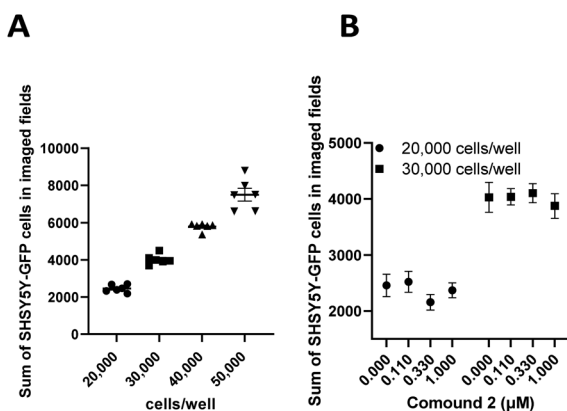 A
Sum of SHSY5Y-GFP cells in imaged fields
10000
8000
6000
4000
2000
0
20,000
30,000
40,000
50,000
cells/well
B
Sum of SHSY5Y-GFP cells in imaged fields
5000
4000
3000
2000
20,000 cells/well
30,000 cells/well
0.000
0.110
0.330
1.000
0.000
0.110
0.330
1.000
Comound 2 (µM)